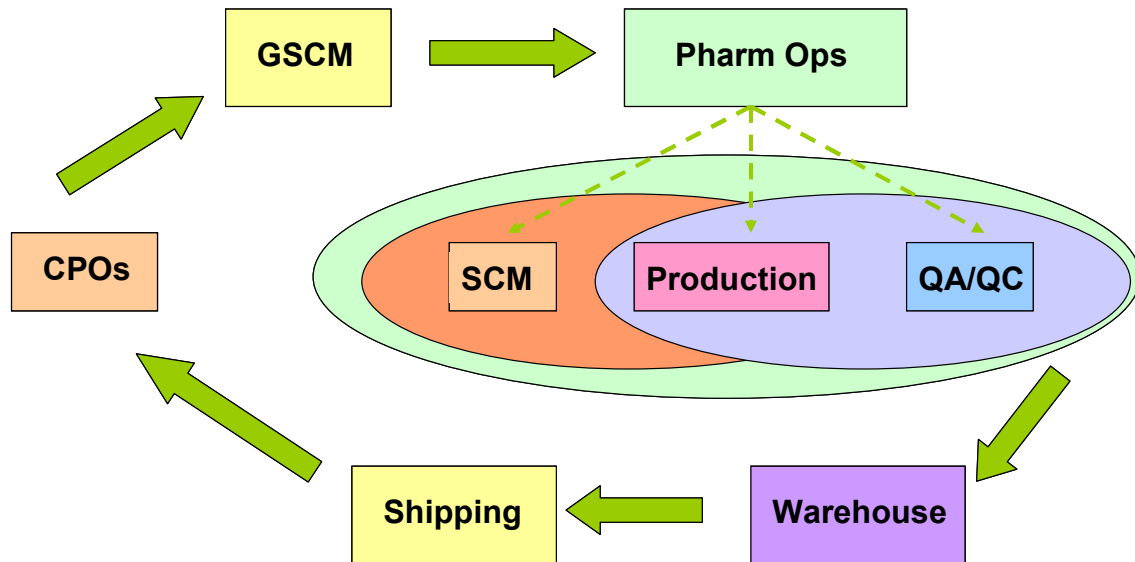 GSCM
Pharm Ops
CPOs
SCM
Production
QA/QC
Shipping
Warehouse